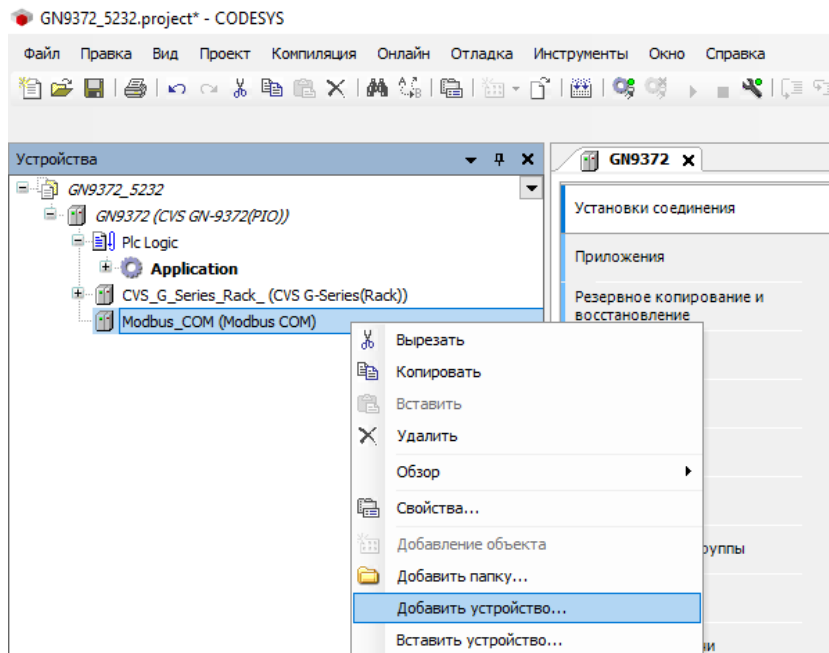 GN9372_5232.project* - CODESYS
Файл Правка Вид Проект Компиляция Онлайн Отладка Инструменты Окно Справка
Устройства
GN9372_5232
GN9372 (CVS GN-9372(PIO))
Plc Logic
Application
CVS_G_Series_Rack_ (CVS G-Series(Rack))
Modbus_COM (Modbus COM)
GN9372
Установки соединения
Приложения
Резервное копирование и
восстановление
Вырезать
Копировать
Вставить
Удалить
Обзор
Свойства...
Добавление объекта
Добавить папку...
Добавить устройство...
Вставить устройство...
руппы